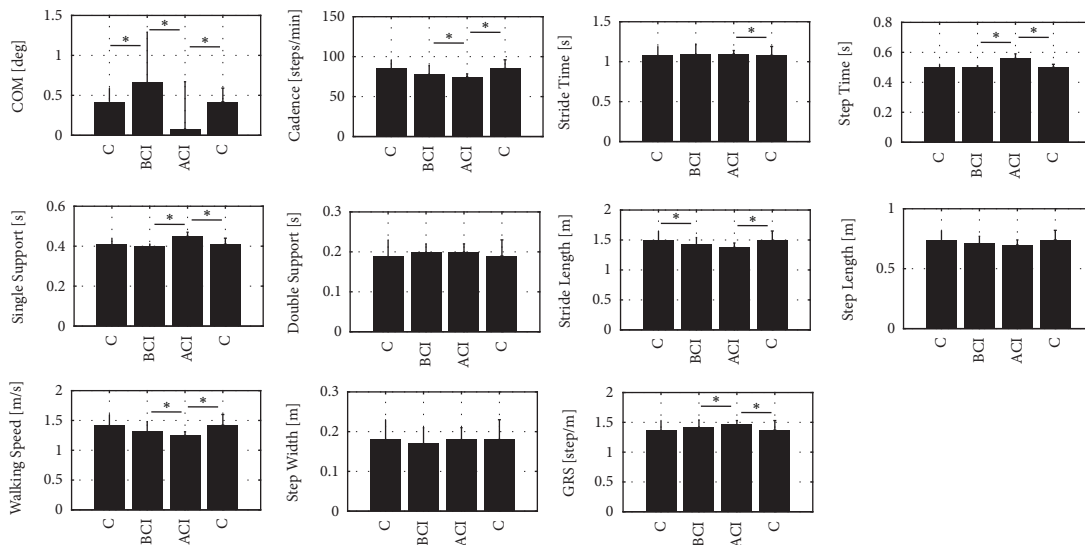 COM [deg]
1.5
1
0.5
0
*
*
*
C
BCI
ACI
C
Cadence [steps/min]
150
100
50
0
*
*
C
BCI
ACI
C
Stride Time [s]
1.5
1
0.5
0
*
C
BCI
ACI
C
Step Time [s]
0.8
0.6
0.4
0.2
0
*
*
C
BCI
ACI
C
Single Support [s]
0.6
0.4
0.2
0
*
*
C
BCI
ACI
C
Double Support [s]
0.3
0.2
0.1
0
C
BCI
ACI
C
Stride Length [m]
2
1.5
1
0.5
0
*
*
C
BCI
ACI
C
Step Length [m]
1
0.5
0
C
BCI
ACI
C
Walking Speed [m/s]
2
1.5
1
0.5
0
*
*
C
BCI
ACI
C
Step Width [m]
0.3
0.2
0.1
0
C
BCI
ACI
C
GRS [step/m]
2
1.5
1
0.5
0
*
*
C
BCI
ACI
C